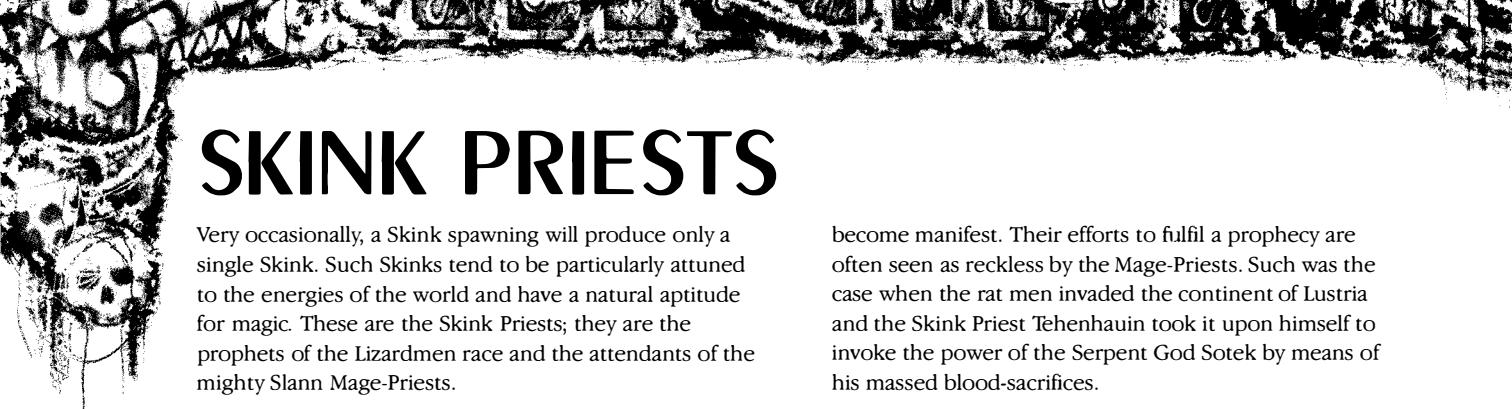 SKINK PRIESTS
Very occasionally, a Skink spawning will produce only a
single Skink. Such Skinks tend to be particularly attuned
to the energies of the world and have a natural aptitude
for magic. These are the Skink Priests; they are the
prophets of the Lizardmen race and the attendants of the
mighty Slann Mage-Priests.
become manifest. Their efforts to fulfil a prophecy are
often seen as reckless by the Mage-Priests. Such was the
case when the rat men invaded the continent of Lustria
and the Skink Priest Tehenhauin took it upon himself to
invoke the power of the Serpent God Sotek by means of
his massed blood-sacrifices.